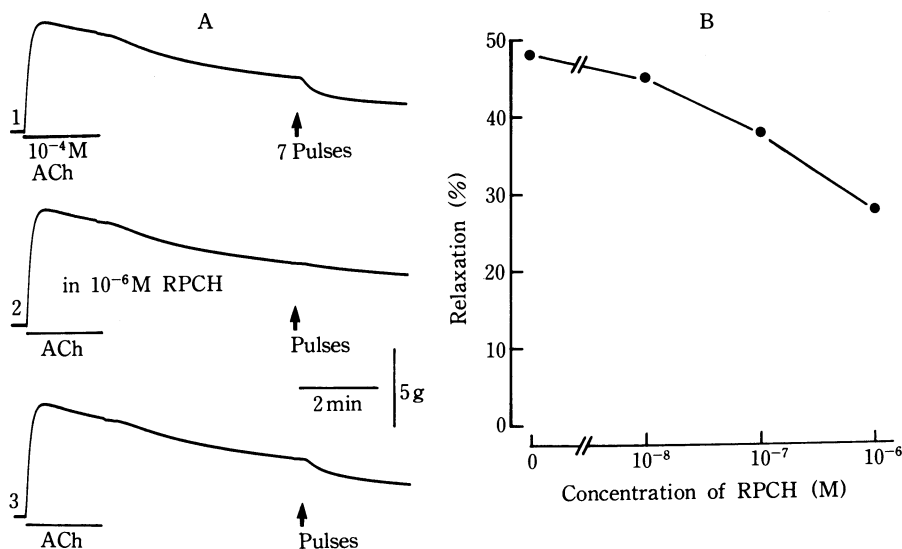 A
1
10⁻⁴M
ACh
7 Pulses
2
in 10⁻⁶M RPCH
ACh
Pulses
2 min
5 g
3
ACh
Pulses
B
Relaxation (%)
50
40
30
20
10
0
0
10⁻⁸
10⁻⁷
10⁻⁶
Concentration of RPCH (M)